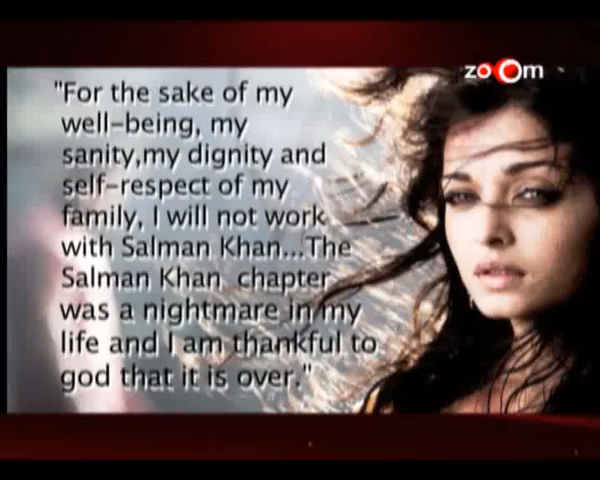 zoom
"For the sake of my
well-being, my
sanity,my dignity and
self-respect of my
family, I will not work
with Salman Khan...The
Salman Khan chapter
was a nightmare in my
life and I am thankful to
god that it is over."